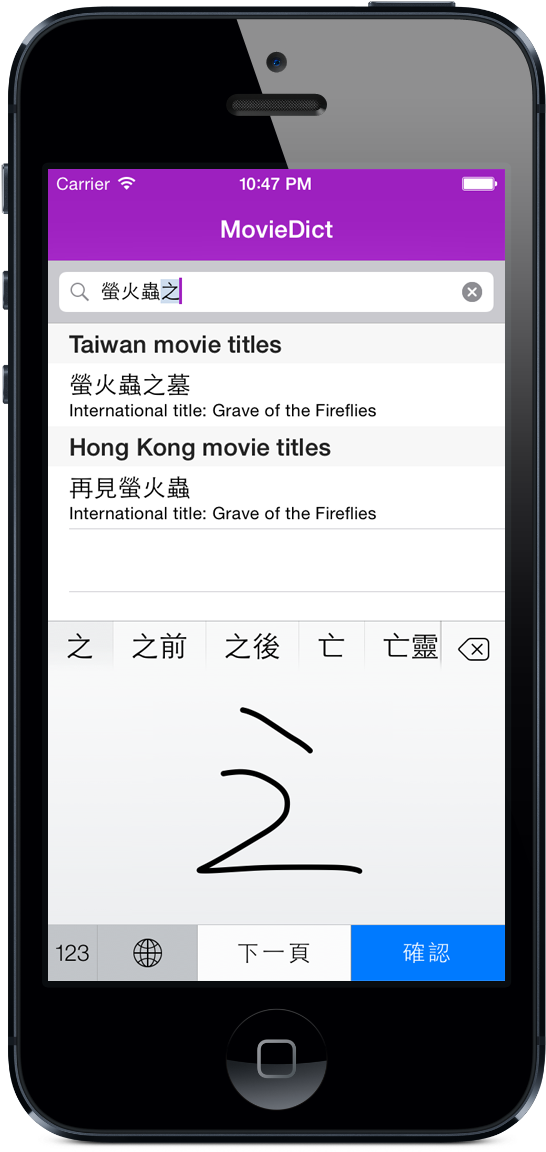 Carrier 10:47 PM
MovieDict
螢火蟲之
Taiwan movie titles
螢火蟲之墓
International title: Grave of the Fireflies
Hong Kong movie titles
再見螢火蟲
International title: Grave of the Fireflies
之 之前 之後 亡 亡靈
之
123 下一頁 確認